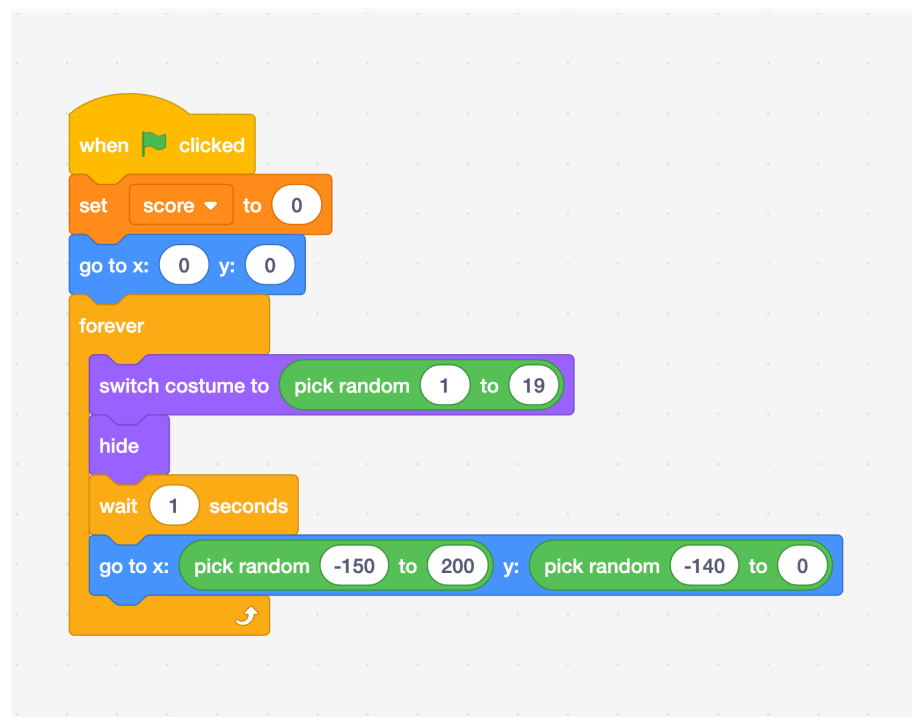 when clicked
set score to 0
go to x: 0 y: 0
forever
switch costume to pick random 1 to 19
hide
wait 1 seconds
go to x: pick random -150 to 200 y: pick random -140 to 0